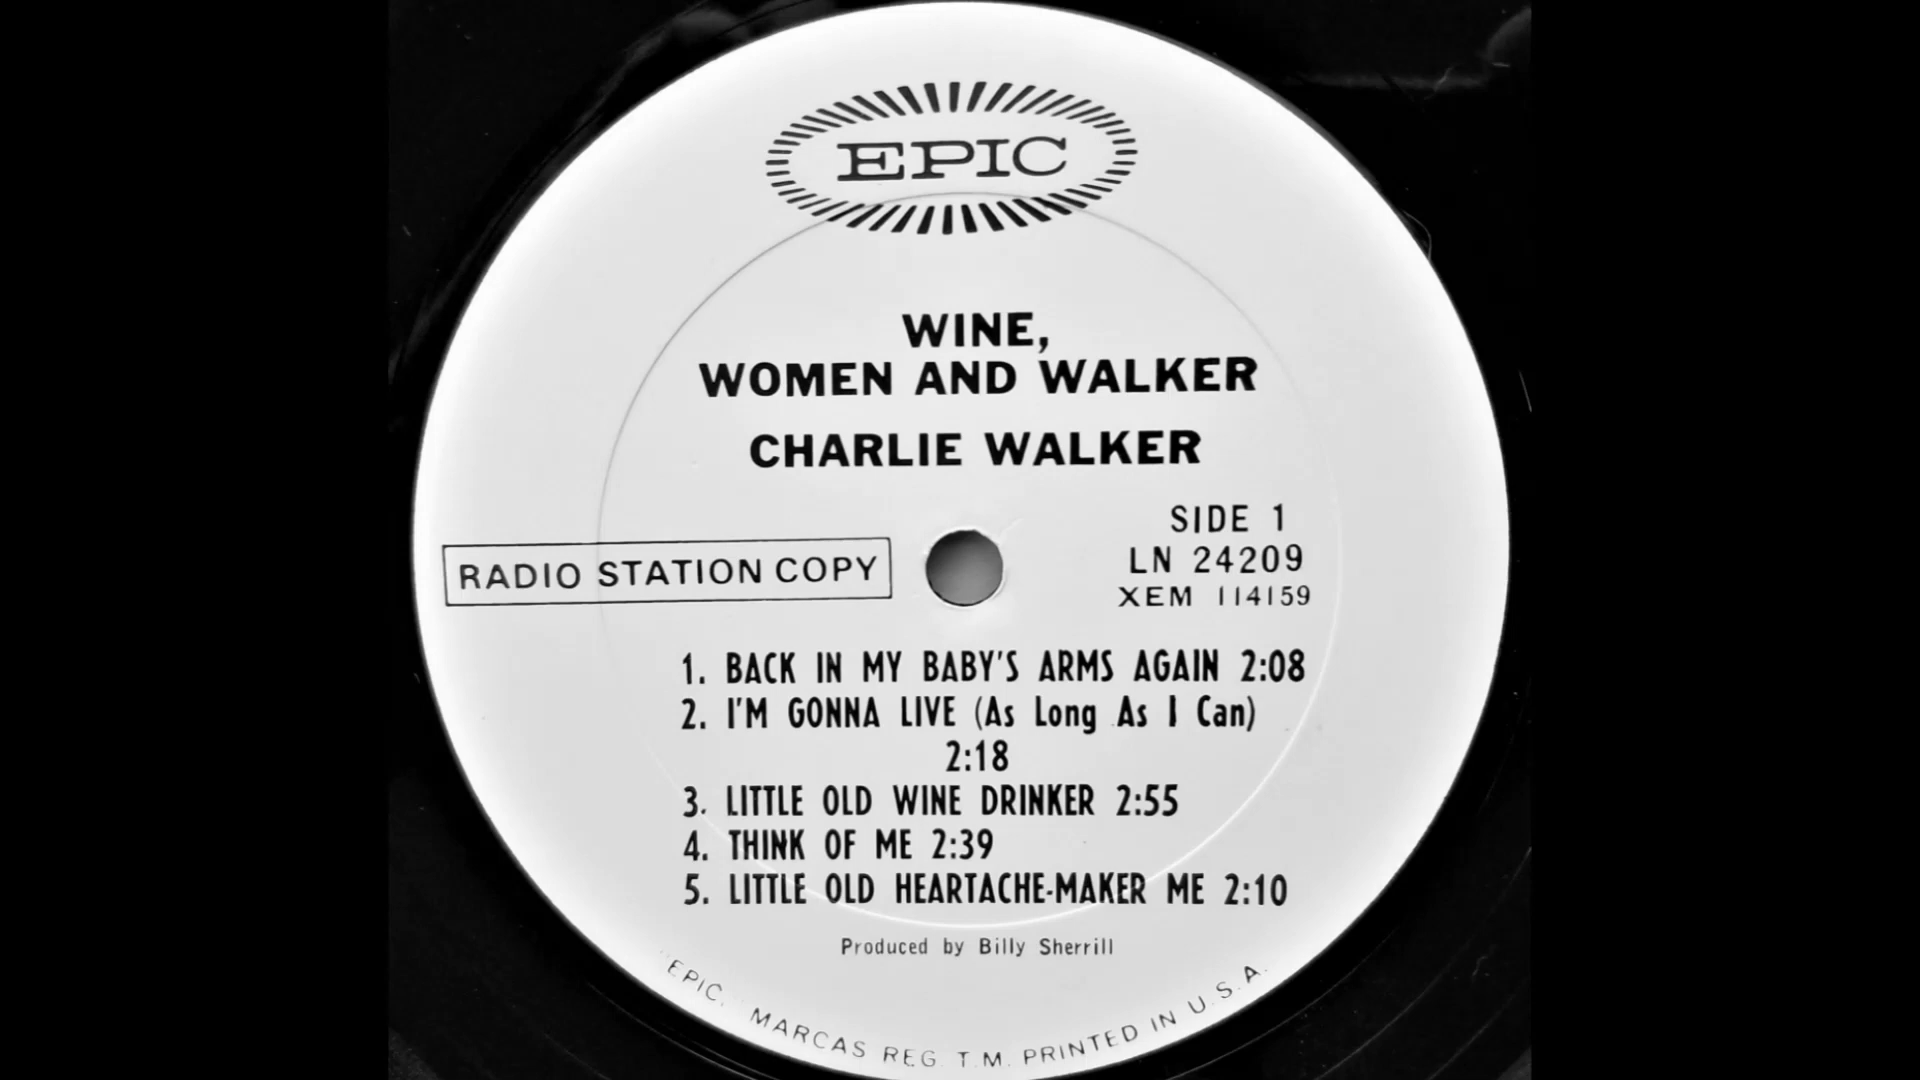 EPIC
WINE,
WOMEN AND WALKER
CHARLIE WALKER
SIDE 1
LN 24209
XEM 114159
RADIO STATION COPY
1. BACK IN MY BABY'S ARMS AGAIN 2:08
2. I'M GONNA LIVE (As Long As I Can)
2:18
3. LITTLE OLD WINE DRINKER 2:55
4. THINK OF ME 2:39
5. LITTLE OLD HEARTACHE-MAKER ME 2:10
Produced by Billy Sherrill
"EPIC," MARCAS REG. T.M. PRINTED IN U.S.A.